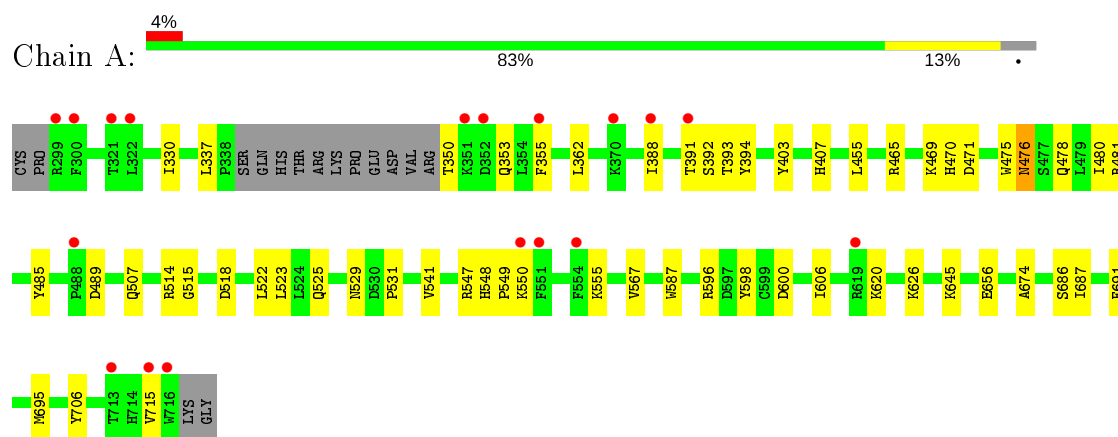 4%
Chain A:
83% 13% •
CYS PRO R299 F300 T321 L322 I330 L337 P338 SER GLN HIS THR ARG LYS PRO GLU ASP VAL ARG T350 K351 D352 Q353 L354 F355 L362 K370 I388 T391 S392 T393 Y394 Y403 H407 L455 R465 K469 H470 D471 W475 N476 S477 Q478 L479 I480
Y485 P488 D489 Q507 R514 G515 D518 L522 L523 L524 Q525 N529 D530 P531 V541 R547 H548 P549 K550 F551 F554 K555 V567 W587 R596 D597 Y598 C599 D600 I606 R619 K620 K626 K645 E656 A674 S686 I687
M695 Y706 T713 H714 V715 W716 LYS GLY